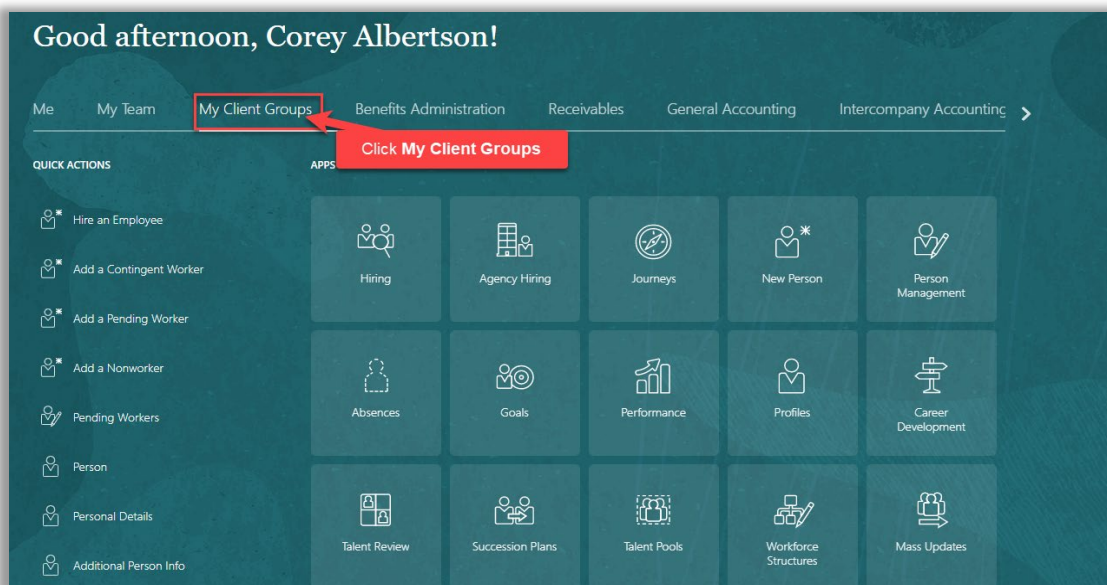 Good afternoon, Corey Albertson!
Me My Team My Client Groups Benefits Administration Receivables General Accounting Intercompany Accounting
Click My Client Groups
QUICK ACTIONS
Hire an Employee
Add a Contingent Worker
Add a Pending Worker
Add a Nonworker
Pending Workers
Person
Personal Details
Additional Person Info
APPS
Hiring
Agency Hiring
Journeys
New Person
Person
Management
Absences
Goals
Performance
Profiles
Career
Development
Talent Review
Succession Plans
Talent Pools
Workforce
Structures
Mass Updates